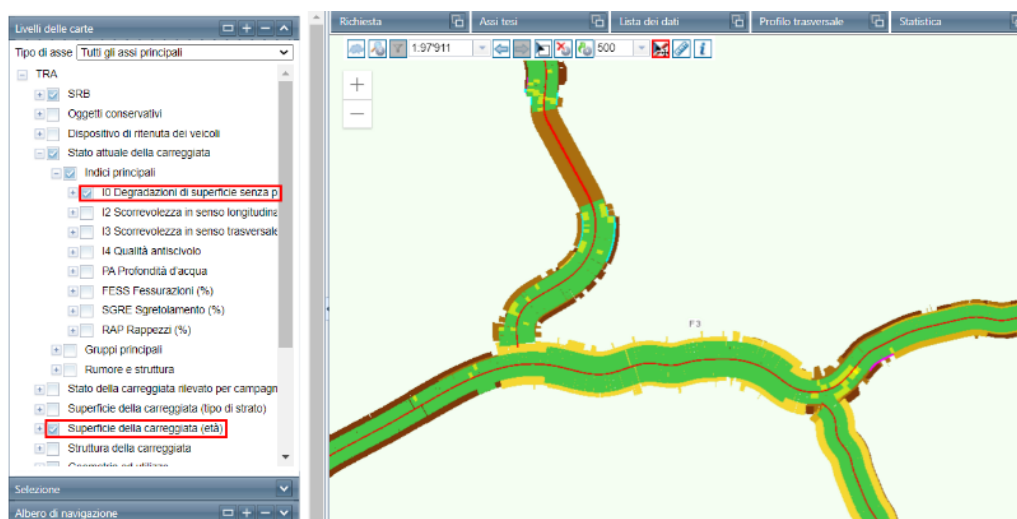 Livelli delle carte
Tipo di asse Tutti gli assi principali
TRA
SRB
Oggetti conservativi
Dispositivo di ritenuta dei veicoli
Stato attuale della carreggiata
Indici principali
I0 Degradazioni di superficie senza p
I2 Scorrevolezza in senso longitudina
I3 Scorrevolezza in senso trasversale
I4 Qualità antiscivolo
PA Profondità d'acqua
FESS Fessurazioni (%)
SGRE Sgretolamento (%)
RAP Rappezzi (%)
Gruppi principali
Rumore e struttura
Stato della carreggiata rilevato per campagn
Superficie della carreggiata (tipo di strato)
Superficie della carreggiata (età)
Struttura della carreggiata
Geometria ed utilizzo
Selezione
Albero di navigazione
Richiesta
Assi tesi
Lista dei dati
Profilo trasversale
Statistica
1:97'911
500
F3